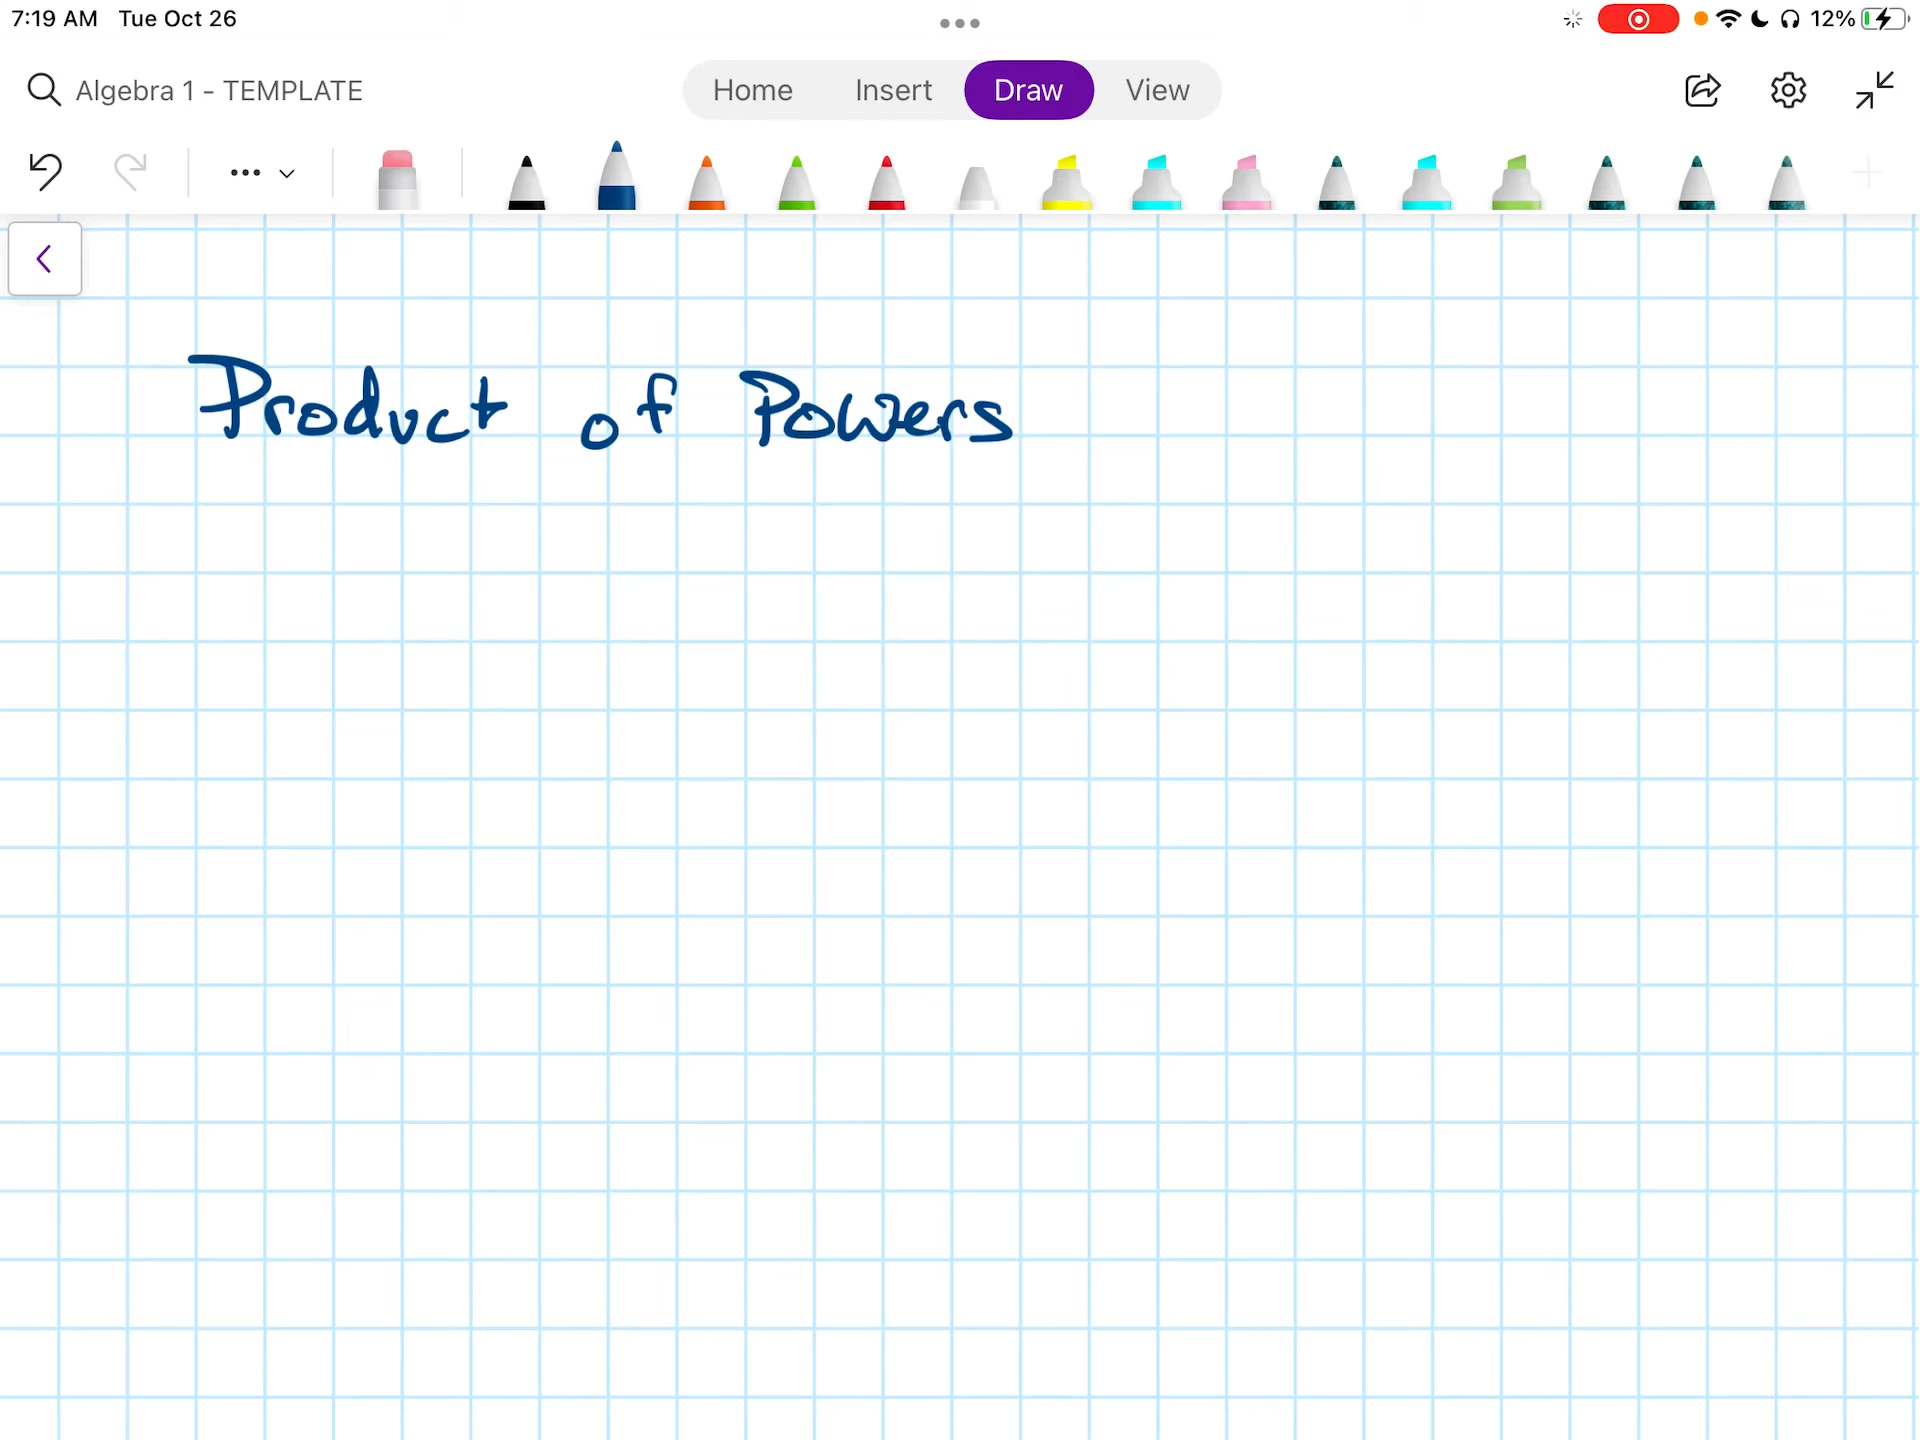 7:19 AM Tue Oct 26 12%
Algebra 1 - TEMPLATE Home Insert Draw View
Product of Powers